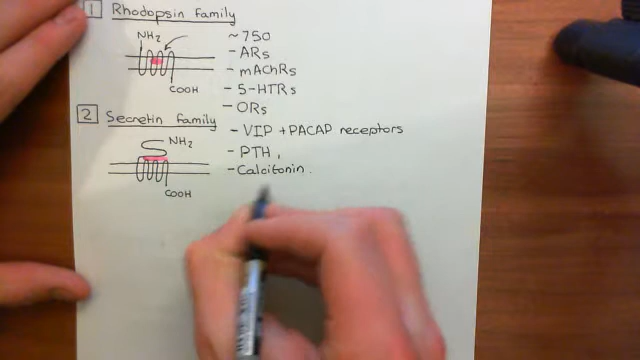 1 Rhodopsin family
NH2
COOH
~750
- ARs
- mAChRs
- 5-HTRs
- ORs
2 Secretin family
NH2
COOH
- VIP + PACAP receptors
- PTH,
- Calcitonin.